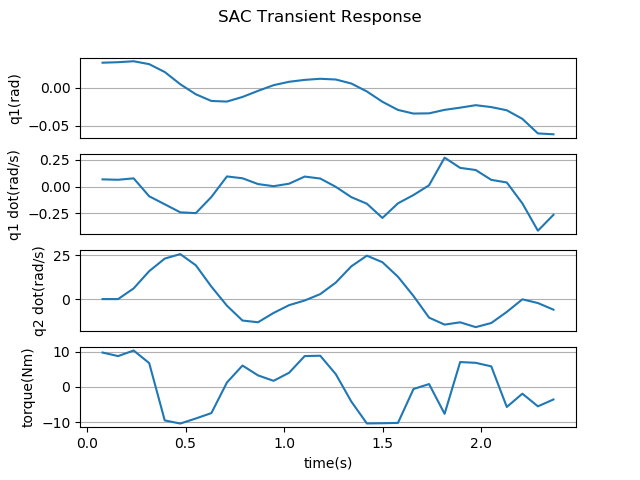 SAC Transient Response
q1(rad)
0.00
−0.05
q1 dot(rad/s)
0.25
0.00
−0.25
q2 dot(rad/s)
25
0
torque(Nm)
10
0
−10
0.0 0.5 1.0 1.5 2.0
time(s)